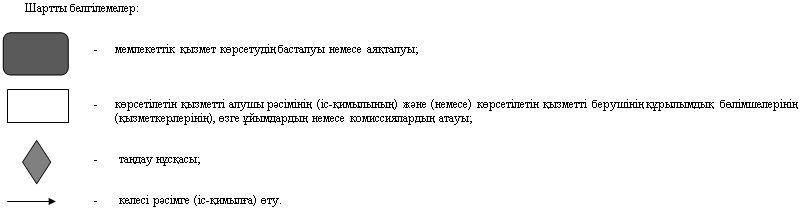 Шартты белгілемелер:
- мемлекеттік қызмет көрсетудің басталуы немесе аяқталуы;
- көрсетілетін қызметті алушы рәсімінің (іс-қимылының) және (немесе) көрсетілетін қызметті берушінің құрылымдық бөлімшелерінің
(қызметкерлерінің), өзге ұйымдардың немесе комиссиялардың атауы;
- таңдау нұсқасы;
- келесі рәсімге (іс-қимылға) өту.